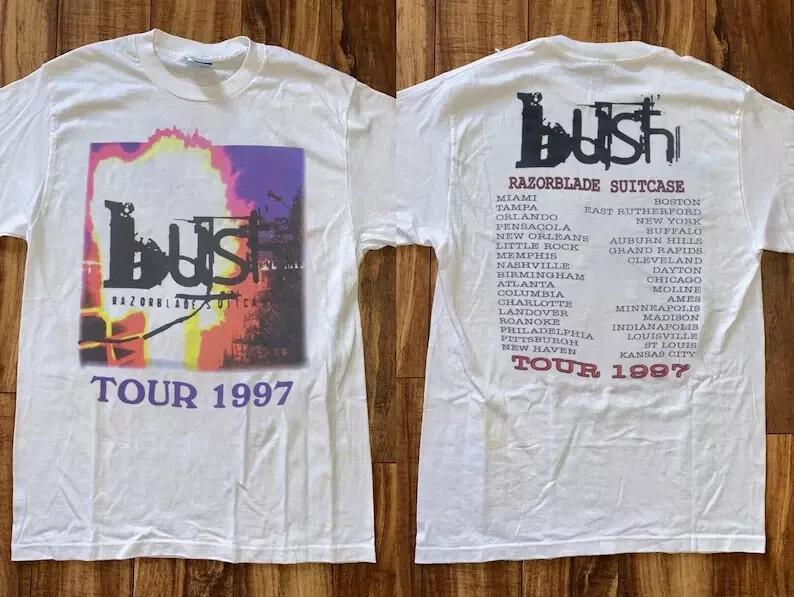 bush
RAZORBLADE SUITCA
TOUR 1997
bush
RAZORBLADE SUITCASE
MIAMI
TAMPA
ORLANDO
PENSACOLA
NEW ORLEANS
LITTLE ROCK
MEMPHIS
NASHVILLE
BIRMINGHAM
ATLANTA
COLUMBIA
CHARLOTTE
LANDOVER
ROANOKE
PHILADELPHIA
PITTSBURGH
NEW HAVEN
BOSTON
EAST RUTHERFORD
NEW YORK
BUFFALO
AUBURN HILLS
GRAND RAPIDS
CLEVELAND
DAYTON
CHICAGO
MOLINE
AMES
MINNEAPOLIS
MADISON
INDIANAPOLIS
LOUISVILLE
ST LOUIS
KANSAS CITY
TOUR 1997